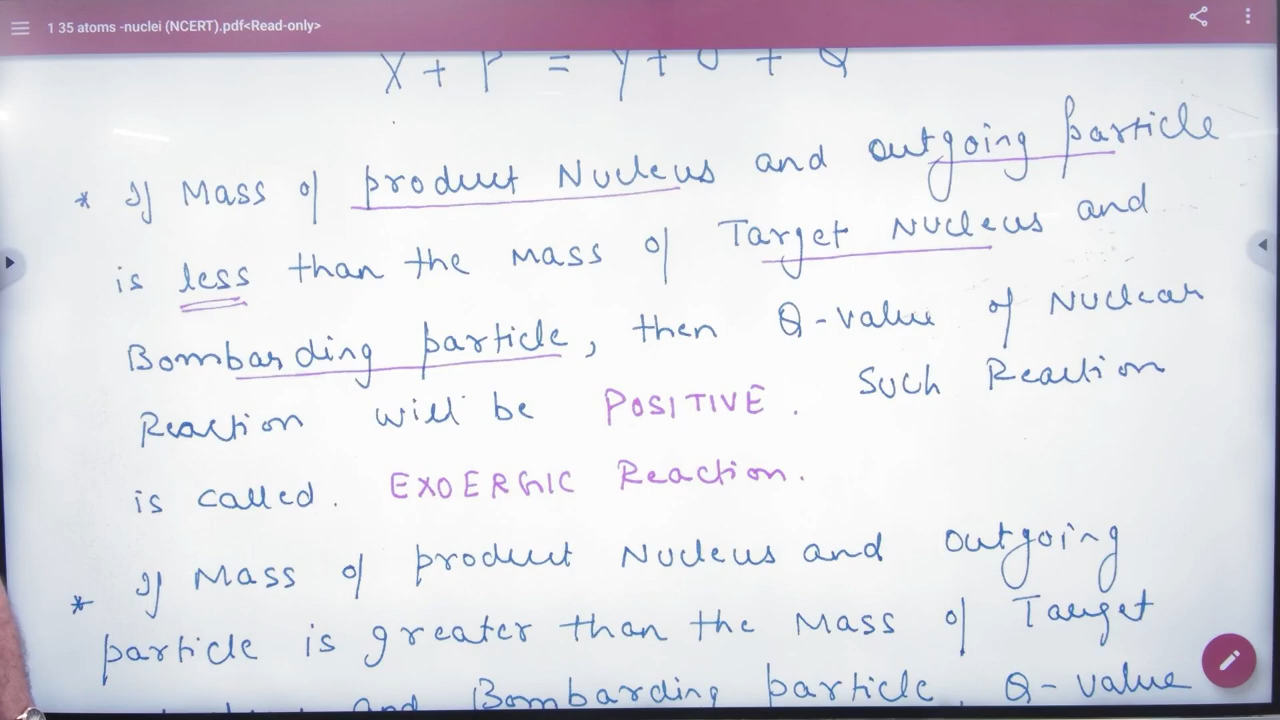 1 35 atoms -nuclei (NCERT).pdf<Read-only>
X + P = Y + O + Q
* If Mass of product Nucleus and outgoing particle
is less than the mass of Target Nucleus and
Bombarding particle, then Q-value of Nuclear
Reaction will be POSITIVE. Such Reaction
is called. EXOERGIC Reaction.
* If Mass of product Nucleus and outgoing
particle is greater than the Mass of Target
and Bombarding particle, Q-value